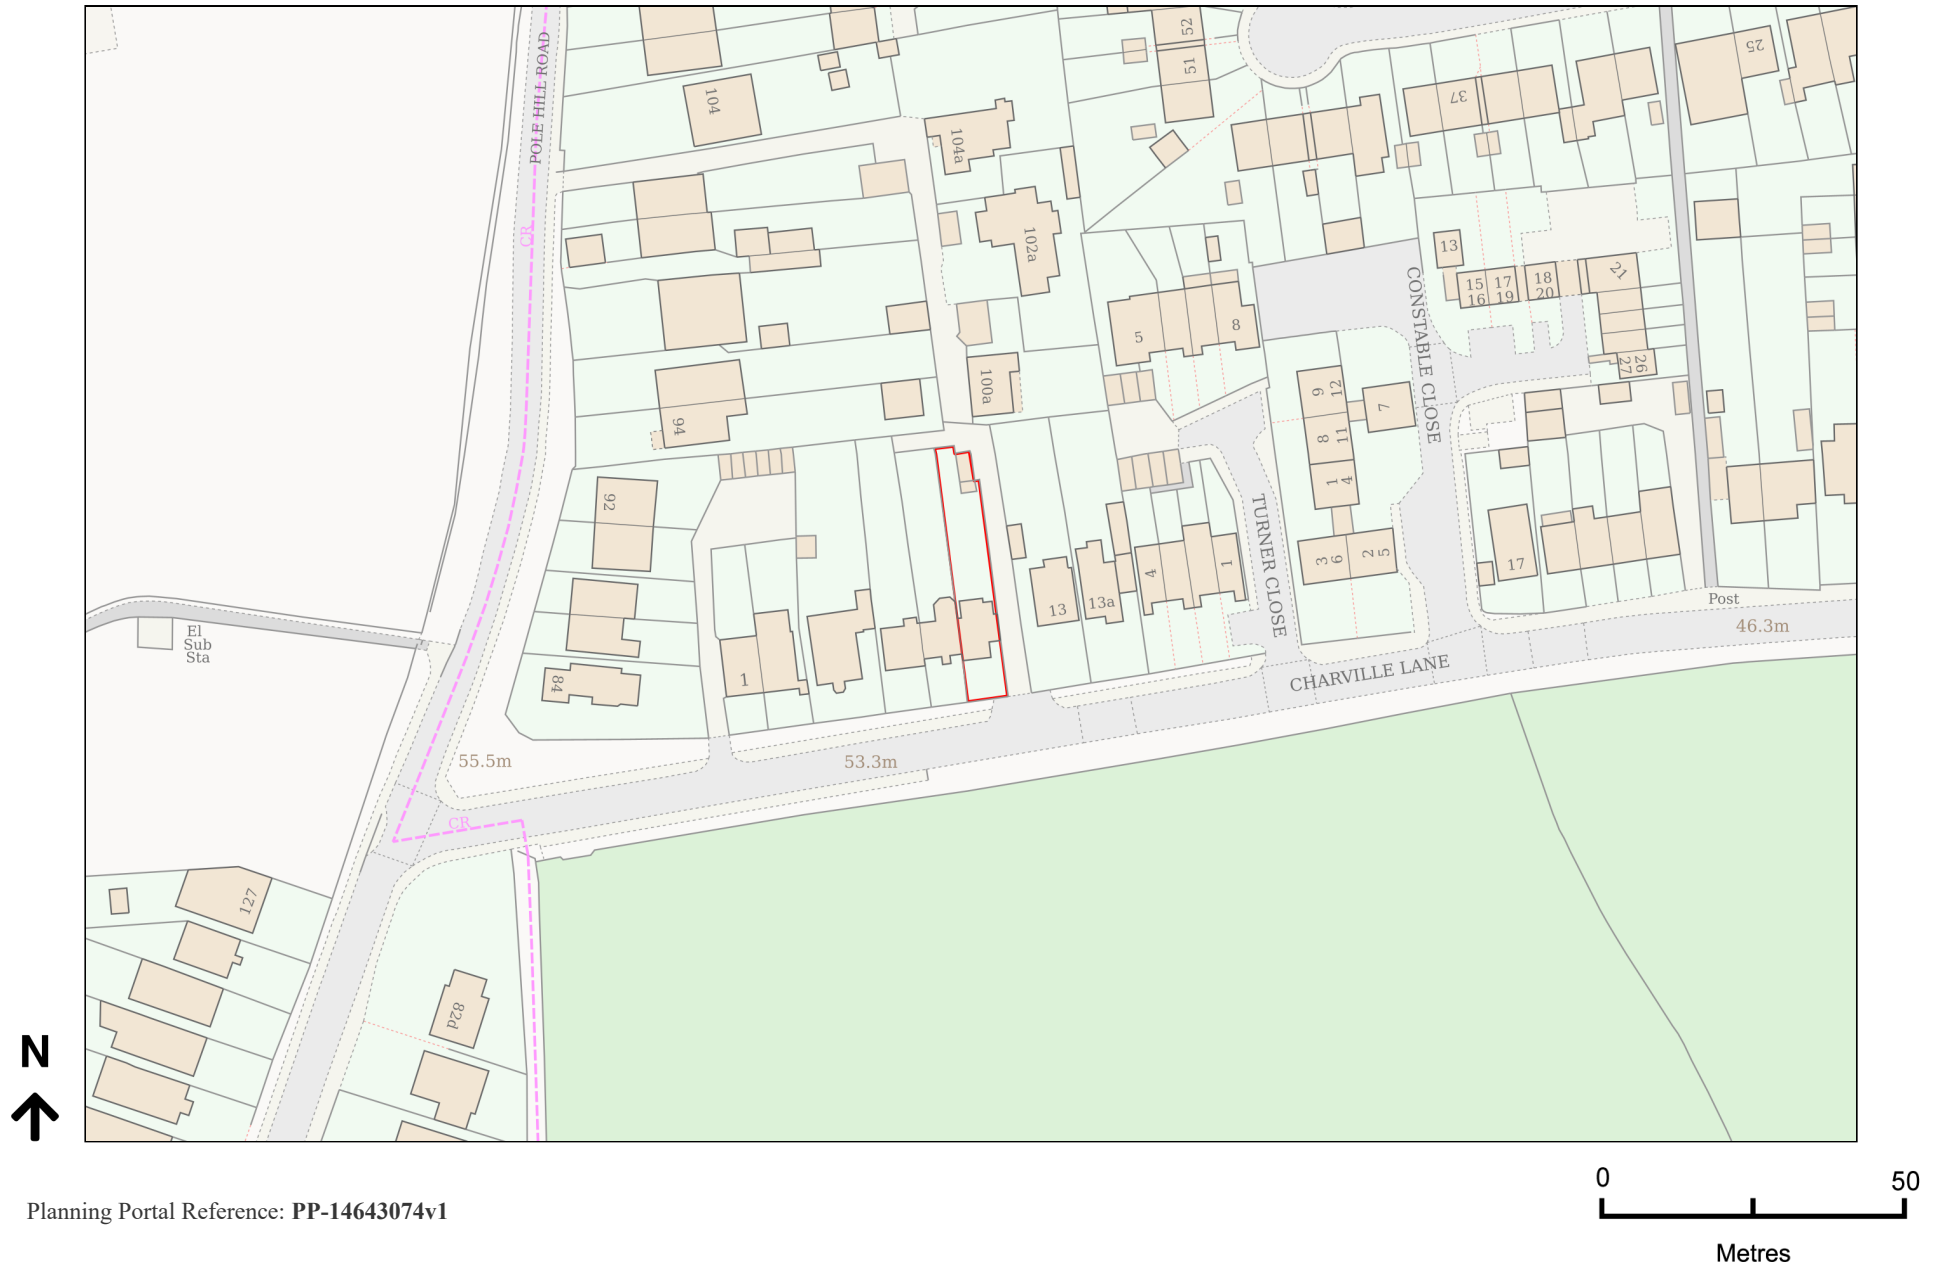 POLE HILL ROAD
104
104a
52
51
37
25
CR
102a
13
15
16
17
19
18
20
21
27
26
5
8
CONSTABLE CLOSE
100a
9
12
7
8
11
1
4
94
92
TURNER CLOSE
3
6
2
5
17
13
13a
4
1
Post
46.3m
El
Sub
Sta
84
1
CHARVILLE LANE
55.5m
53.3m
CR
127
82d
N
0
50
Metres
Planning Portal Reference: PP-14643074v1